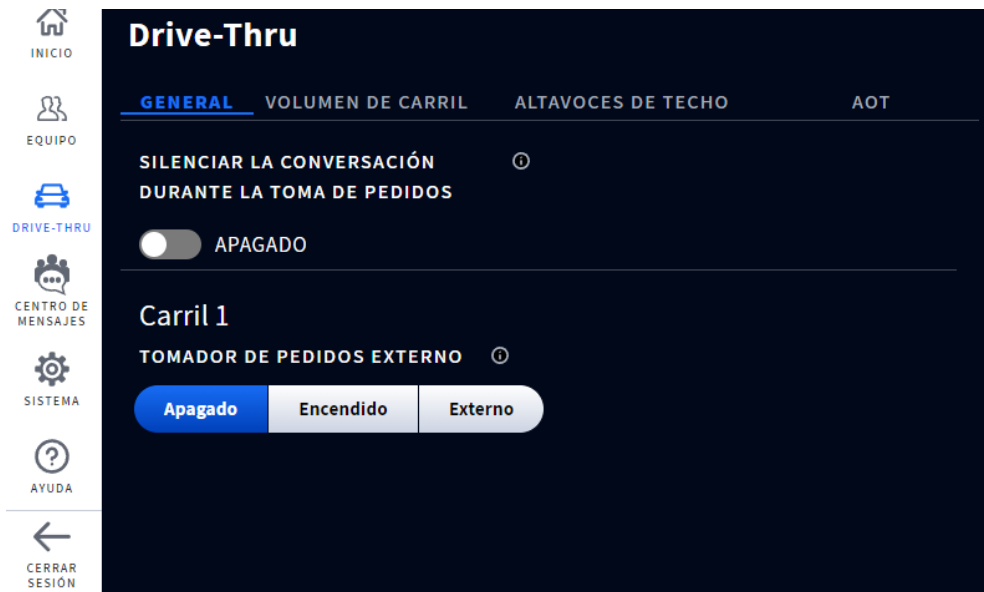 INICIO
EQUIPO
DRIVE-THRU
CENTRO DE
MENSAJES
SISTEMA
AYUDA
CERRAR
SESIÓN
Drive-Thru
GENERAL VOLUMEN DE CARRIL ALTAVOCES DE TECHO AOT
SILENCIAR LA CONVERSACIÓN
DURANTE LA TOMA DE PEDIDOS
APAGADO
Carril 1
TOMADOR DE PEDIDOS EXTERNO
Apagado Encendido Externo